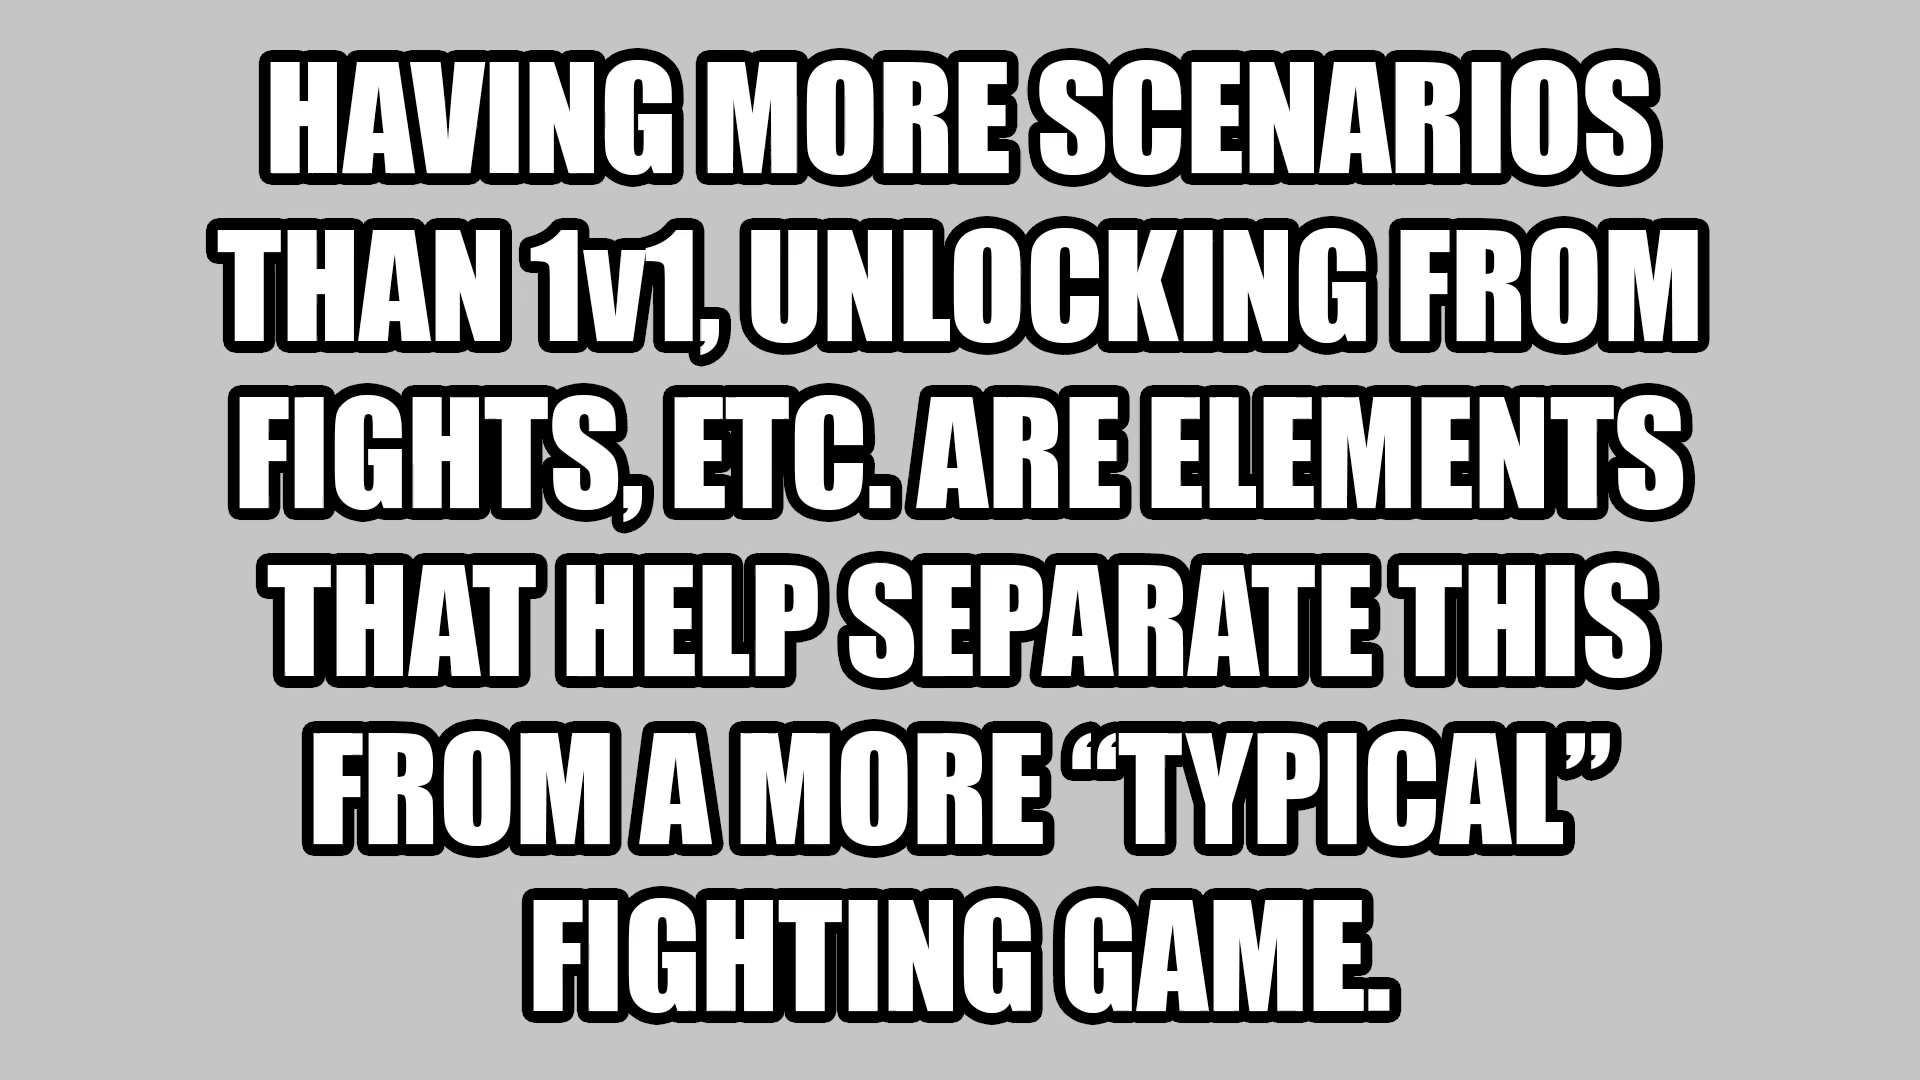 HAVING MORE SCENARIOS
THAN 1v1, UNLOCKING FROM
FIGHTS, ETC. ARE ELEMENTS
THAT HELP SEPARATE THIS
FROM A MORE “TYPICAL”
FIGHTING GAME.